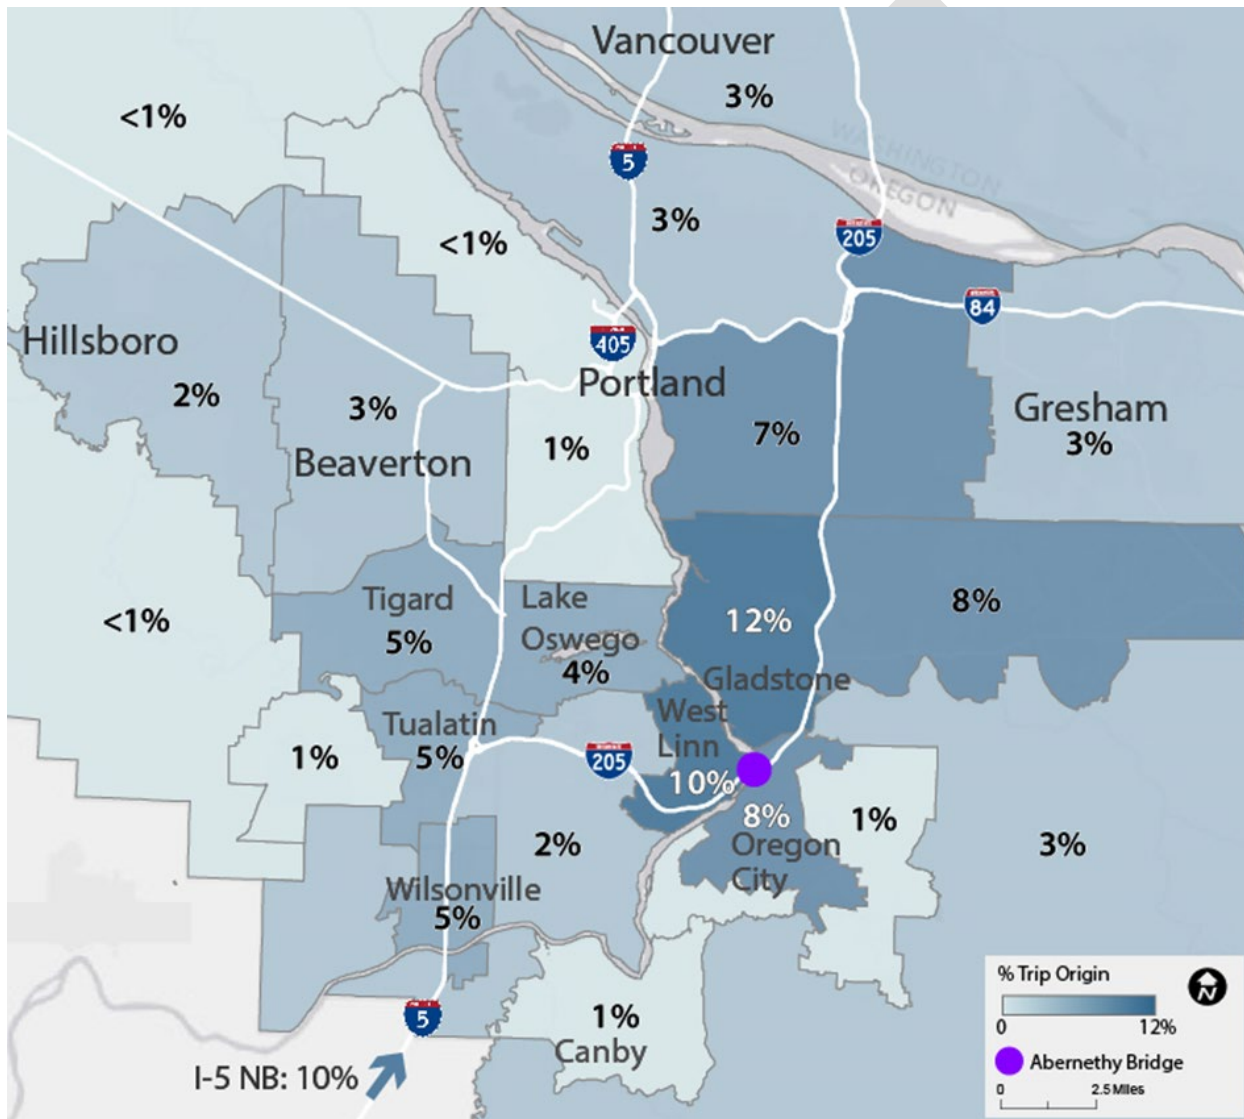 Vancouver
3%
<1%
WASHINGTON
OREGON
5
3%
205
<1%
84
Hillsboro
405
Portland
2%
3%
Gresham
3%
7%
1%
Beaverton
Tigard
5%
Lake
Oswego
4%
<1%
12%
8%
Gladstone
West
Linn
10%
Tualatin
5%
1%
205
8%
Oregon
City
1%
2%
3%
Wilsonville
5%
5
1%
Canby
I-5 NB: 10%
% Trip Origin
0
12%
N
Abernethy Bridge
0
2.5 Miles